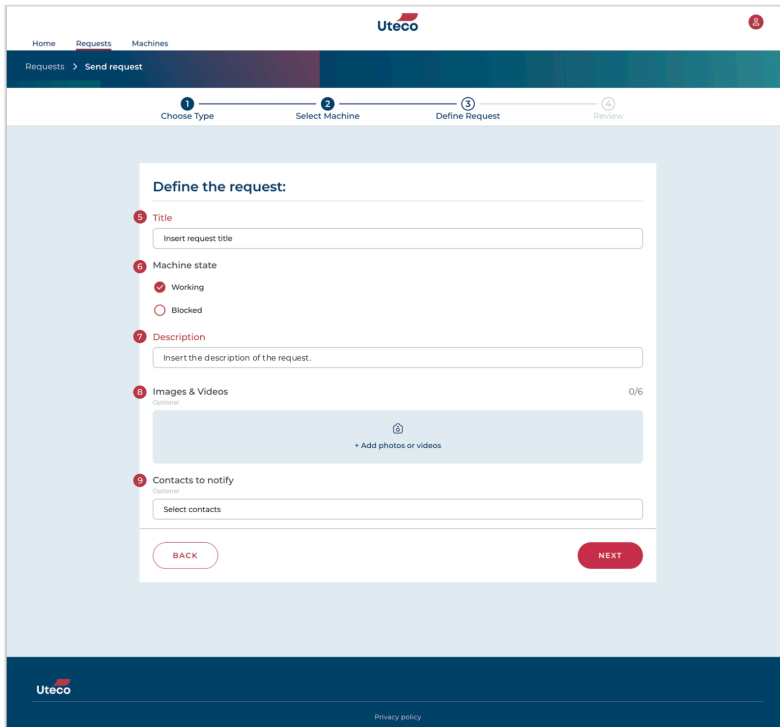 Uteco
Home Requests Machines
Requests > Send request
1 2 3 4
Choose Type Select Machine Define Request Review
Define the request:
5 Title
Insert request title
6 Machine state
Working
Blocked
7 Description
Insert the description of the request.
8 Images & Videos 0/6
Optional
+ Add photos or videos
9 Contacts to notify
Optional
Select contacts
BACK NEXT
Uteco
Privacy policy